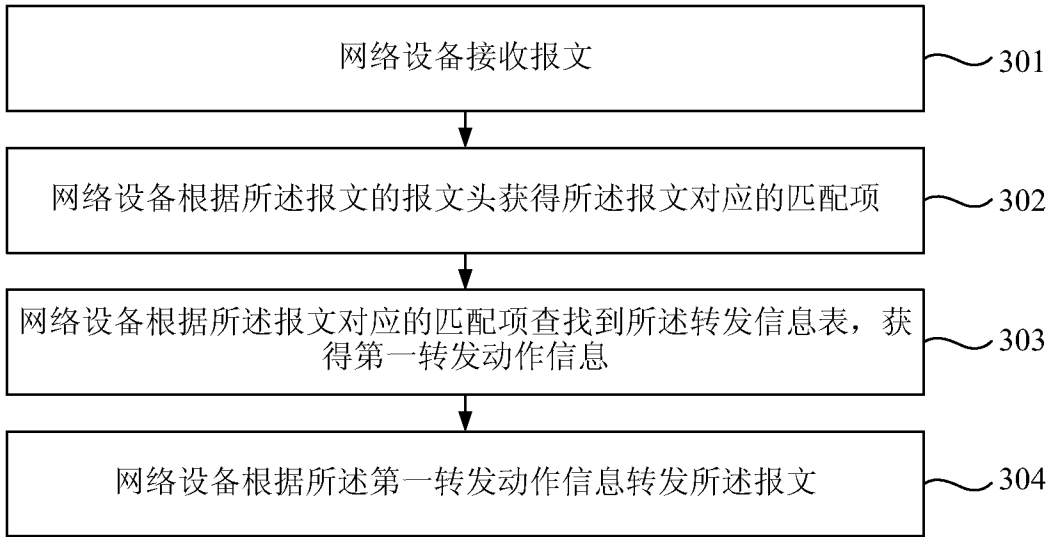 网络设备接收报文
301
网络设备根据所述报文的报文头获得所述报文对应的匹配项
302
网络设备根据所述报文对应的匹配项查找到所述转发信息表，获
得第一转发动作信息
303
网络设备根据所述第一转发动作信息转发所述报文
304